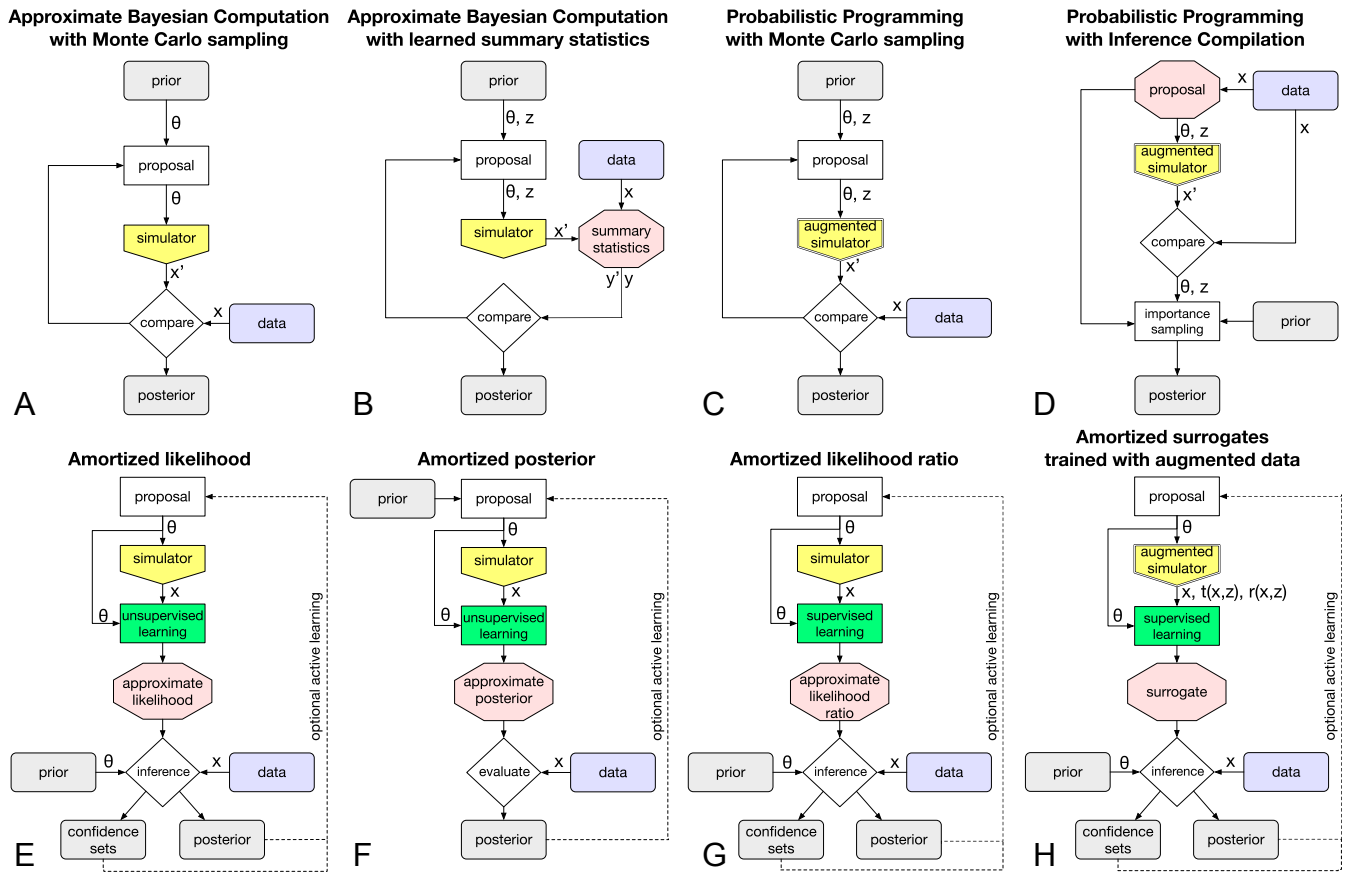 Approximate Bayesian Computation
with Monte Carlo sampling
prior
θ
proposal
θ
simulator
x'
compare
x
data
posterior
A
Approximate Bayesian Computation
with learned summary statistics
prior
θ, z
proposal
data
θ, z
x
simulator
x'
summary
statistics
y' y
compare
posterior
B
Probabilistic Programming
with Monte Carlo sampling
prior
θ, z
proposal
θ, z
augmented
simulator
x'
compare
x
data
posterior
C
Probabilistic Programming
with Inference Compilation
proposal
x
data
θ, z
x
augmented
simulator
x'
compare
θ, z
importance
sampling
prior
posterior
D
Amortized likelihood
proposal
θ
simulator
x
θ
unsupervised
learning
approximate
likelihood
prior
θ
inference
x
data
confidence
sets
posterior
optional active learning
E
Amortized posterior
prior
proposal
θ
simulator
x
θ
unsupervised
learning
approximate
posterior
evaluate
x
data
posterior
optional active learning
F
Amortized likelihood ratio
proposal
θ
simulator
x
θ
supervised
learning
approximate
likelihood
ratio
prior
θ
inference
x
data
confidence
sets
posterior
optional active learning
G
Amortized surrogates
trained with augmented data
proposal
θ
augmented
simulator
x, t(x,z), r(x,z)
θ
supervised
learning
surrogate
prior
θ
inference
x
data
confidence
sets
posterior
optional active learning
H